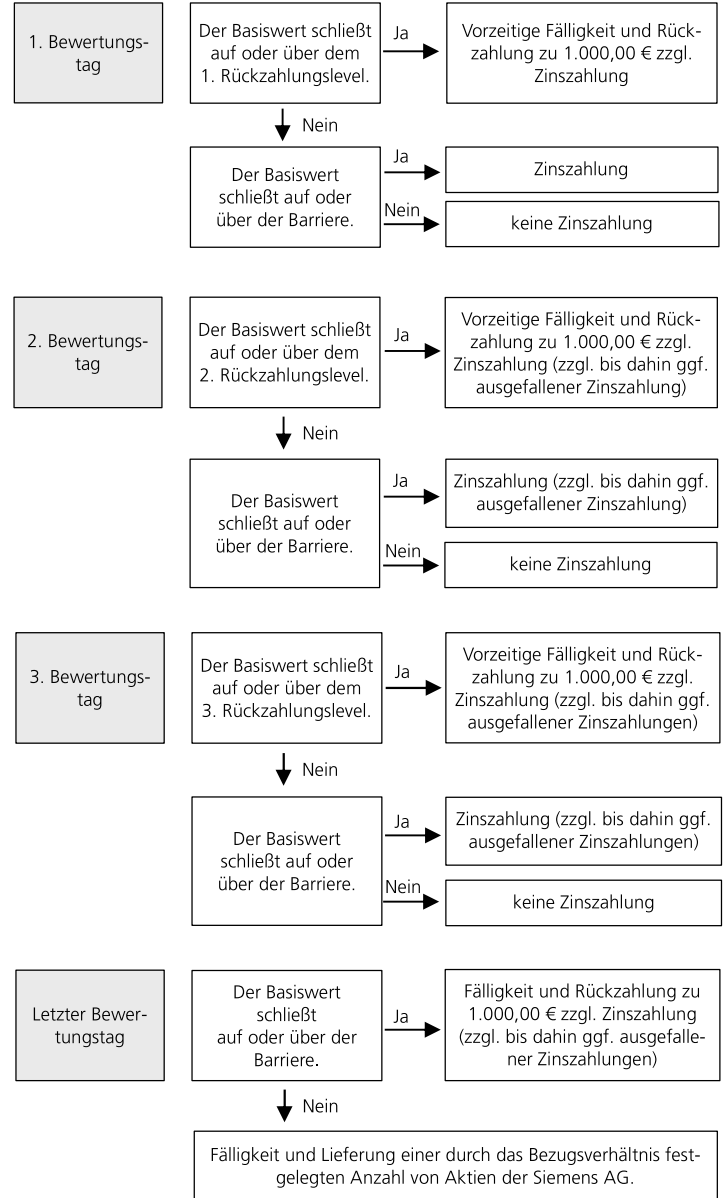 1. Bewertungs-
tag
Der Basiswert schließt
auf oder über dem
1. Rückzahlungslevel.
Ja
Vorzeitige Fälligkeit und Rück-
zahlung zu 1.000,00 € zzgl.
Zinszahlung
Nein
Der Basiswert
schließt auf oder
über der Barriere.
Ja
Zinszahlung
Nein
keine Zinszahlung
2. Bewertungs-
tag
Der Basiswert schließt
auf oder über dem
2. Rückzahlungslevel.
Ja
Vorzeitige Fälligkeit und Rück-
zahlung zu 1.000,00 € zzgl.
Zinszahlung (zzgl. bis dahin ggf.
ausgefallener Zinszahlung)
Nein
Der Basiswert
schließt auf oder
über der Barriere.
Ja
Zinszahlung (zzgl. bis dahin ggf.
ausgefallener Zinszahlung)
Nein
keine Zinszahlung
3. Bewertungs-
tag
Der Basiswert schließt
auf oder über dem
3. Rückzahlungslevel.
Ja
Vorzeitige Fälligkeit und Rück-
zahlung zu 1.000,00 € zzgl.
Zinszahlung (zzgl. bis dahin ggf.
ausgefallener Zinszahlungen)
Nein
Der Basiswert
schließt auf oder
über der Barriere.
Ja
Zinszahlung (zzgl. bis dahin ggf.
ausgefallener Zinszahlungen)
Nein
keine Zinszahlung
Letzter Bewer-
tungstag
Der Basiswert
schließt
auf oder über der
Barriere.
Ja
Fälligkeit und Rückzahlung zu
1.000,00 € zzgl. Zinszahlung
(zzgl. bis dahin ggf. ausgefalle-
ner Zinszahlungen)
Nein
Fälligkeit und Lieferung einer durch das Bezugsverhältnis fest-
gelegten Anzahl von Aktien der Siemens AG.